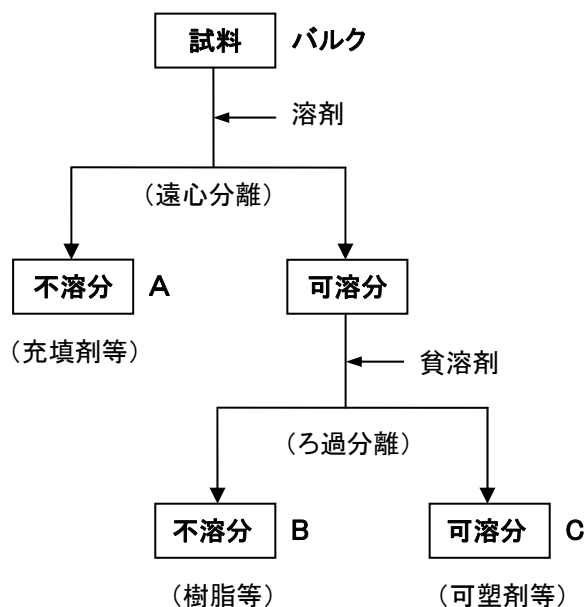 試料 バルク
溶剤
（遠心分離）
不溶分 A 可溶分
（充填剤等）
貧溶剤
（ろ過分離）
不溶分 B 可溶分 C
（樹脂等） （可塑剤等）